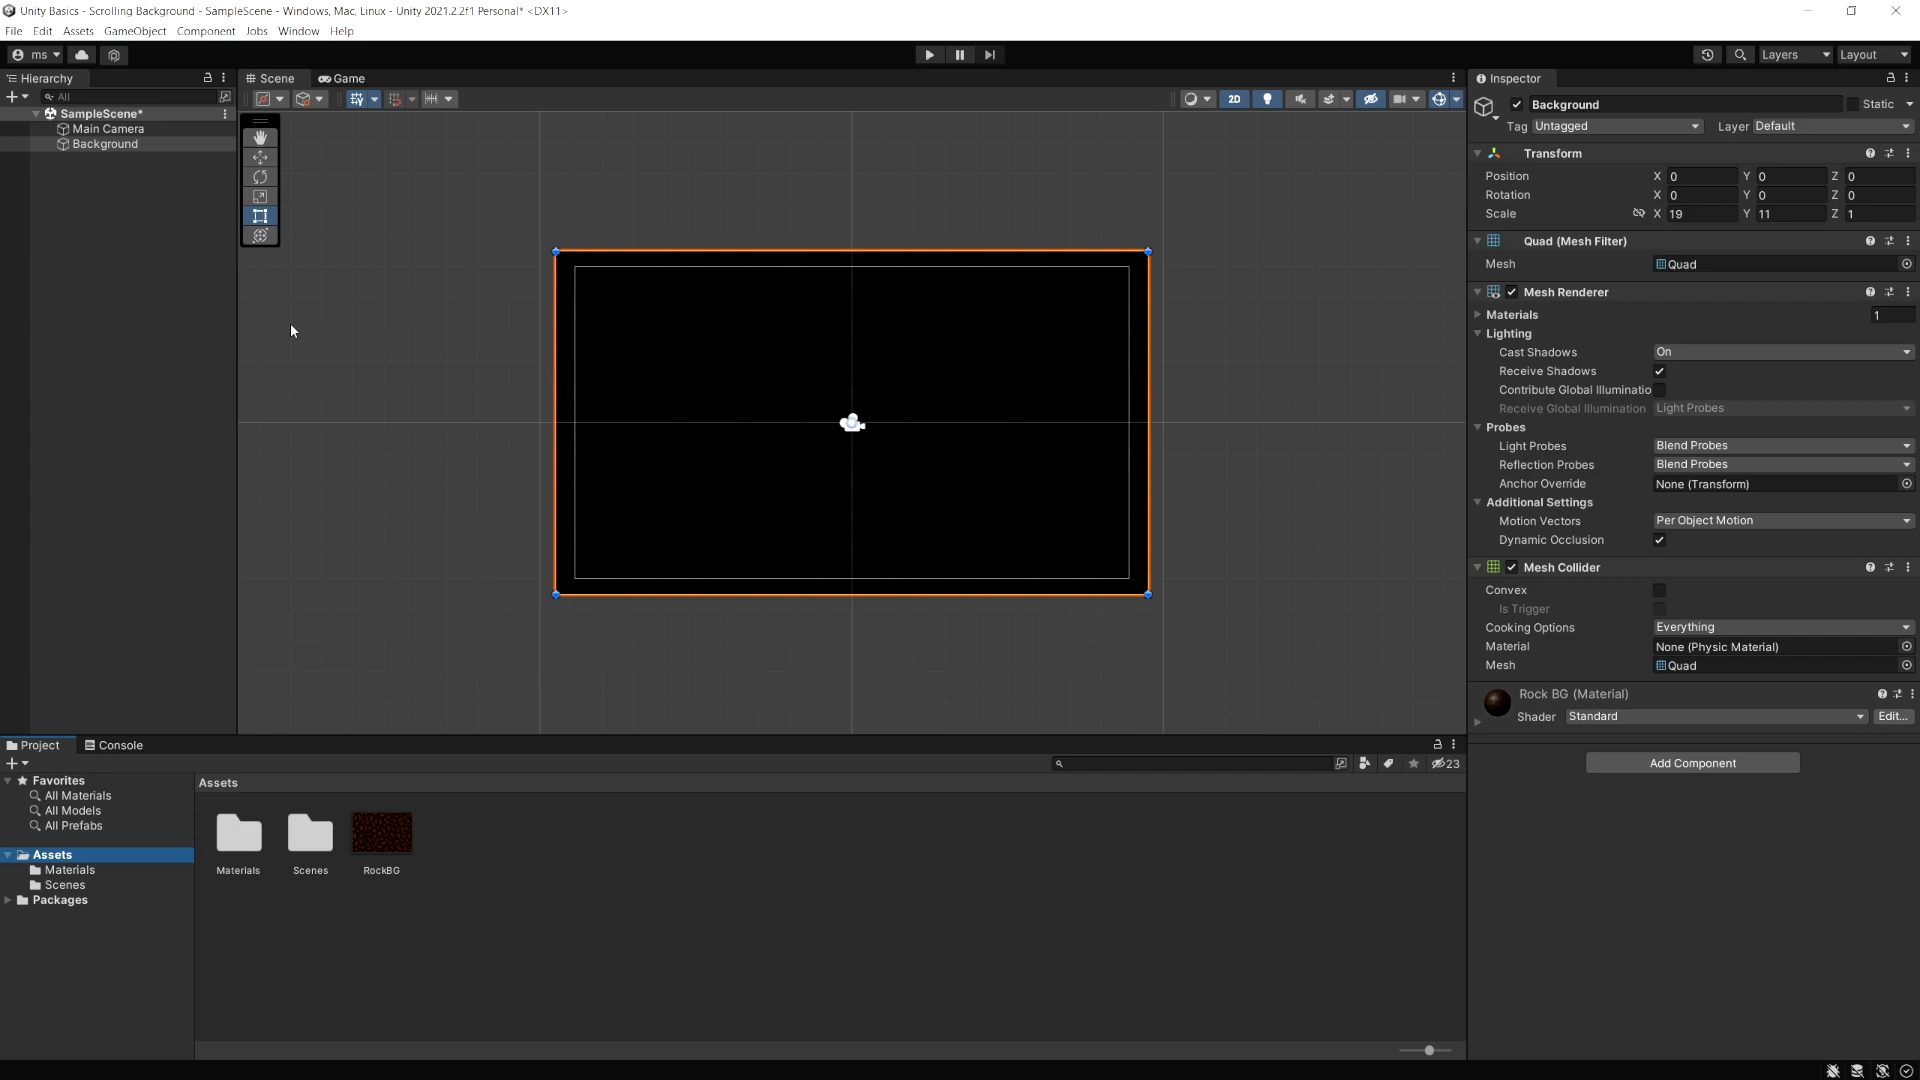 Unity Basics - Scrolling Background - SampleScene - Windows, Mac, Linux - Unity 2021.2.2f1 Personal* <DX11>
File Edit Assets GameObject Component Jobs Window Help
ms
Layers Layout
Hierarchy
All
SampleScene*
Main Camera
Background
Scene Game
2D
Inspector
Background Static
Tag Untagged Layer Default
Transform
Position X 0 Y 0 Z 0
Rotation X 0 Y 0 Z 0
Scale X 19 Y 11 Z 1
Quad (Mesh Filter)
Mesh Quad
Mesh Renderer
Materials 1
Lighting
Cast Shadows On
Receive Shadows
Contribute Global Illuminatio
Receive Global Illumination Light Probes
Probes
Light Probes Blend Probes
Reflection Probes Blend Probes
Anchor Override None (Transform)
Additional Settings
Motion Vectors Per Object Motion
Dynamic Occlusion
Mesh Collider
Convex
Is Trigger
Cooking Options Everything
Material None (Physic Material)
Mesh Quad
Rock BG (Material)
Shader Standard Edit...
Add Component
Project Console
23
Favorites
All Materials
All Models
All Prefabs
Assets
Materials
Scenes
Packages
Assets
Materials Scenes RockBG